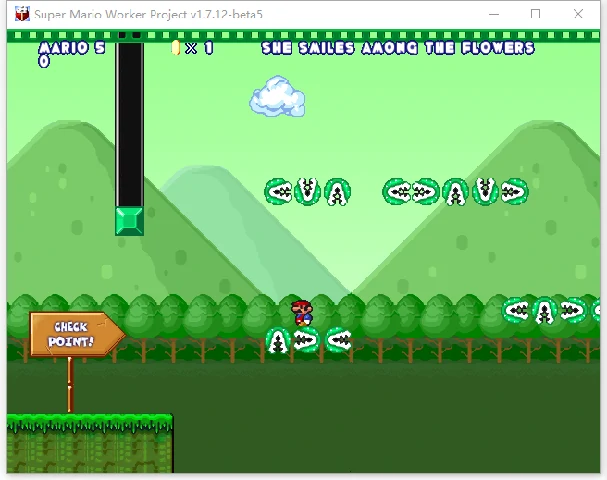 Super Mario Worker Project v1.7.12-beta5
MARIO 5 × 1 SHE SMILES AMONG THE FLOWERS
0
CHECK
POINT!